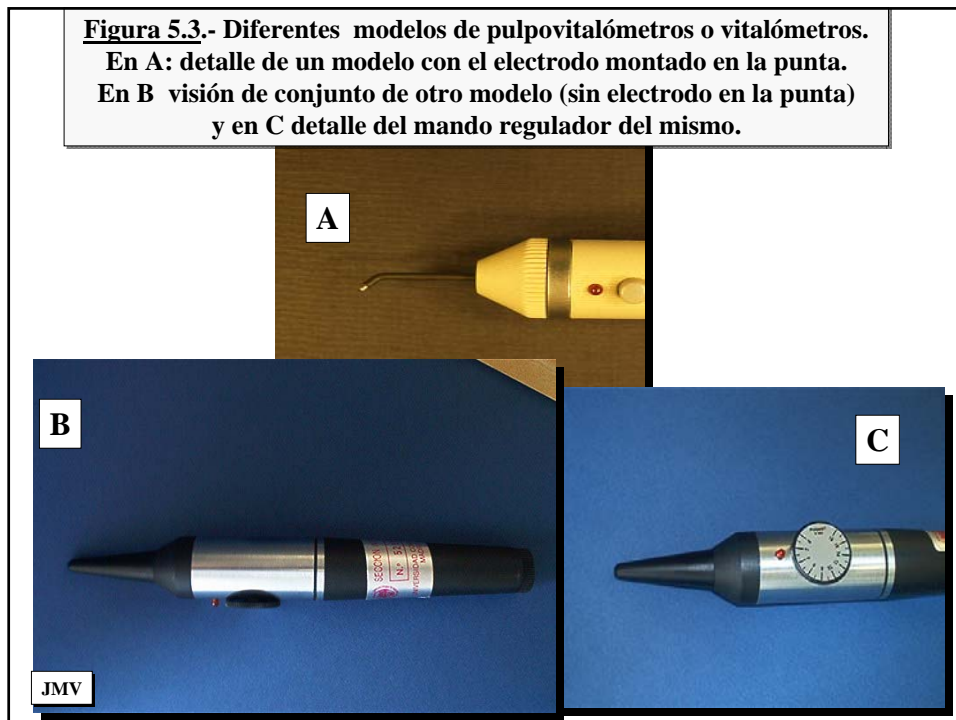 Figura 5.3.- Diferentes modelos de pulpovitalómetros o vitalómetros.
En A: detalle de un modelo con el electrodo montado en la punta.
En B visión de conjunto de otro modelo (sin electrodo en la punta)
y en C detalle del mando regulador del mismo.
A
B
C
SECCION
N.º 52
JMV